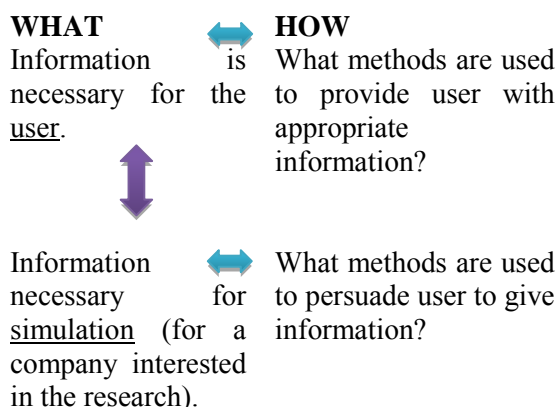 WHAT
Information is
necessary for the
user.
HOW
What methods are used
to provide user with
appropriate
information?
Information
necessary for
simulation (for a
company interested
in the research).
What methods are used
to persuade user to give
information?